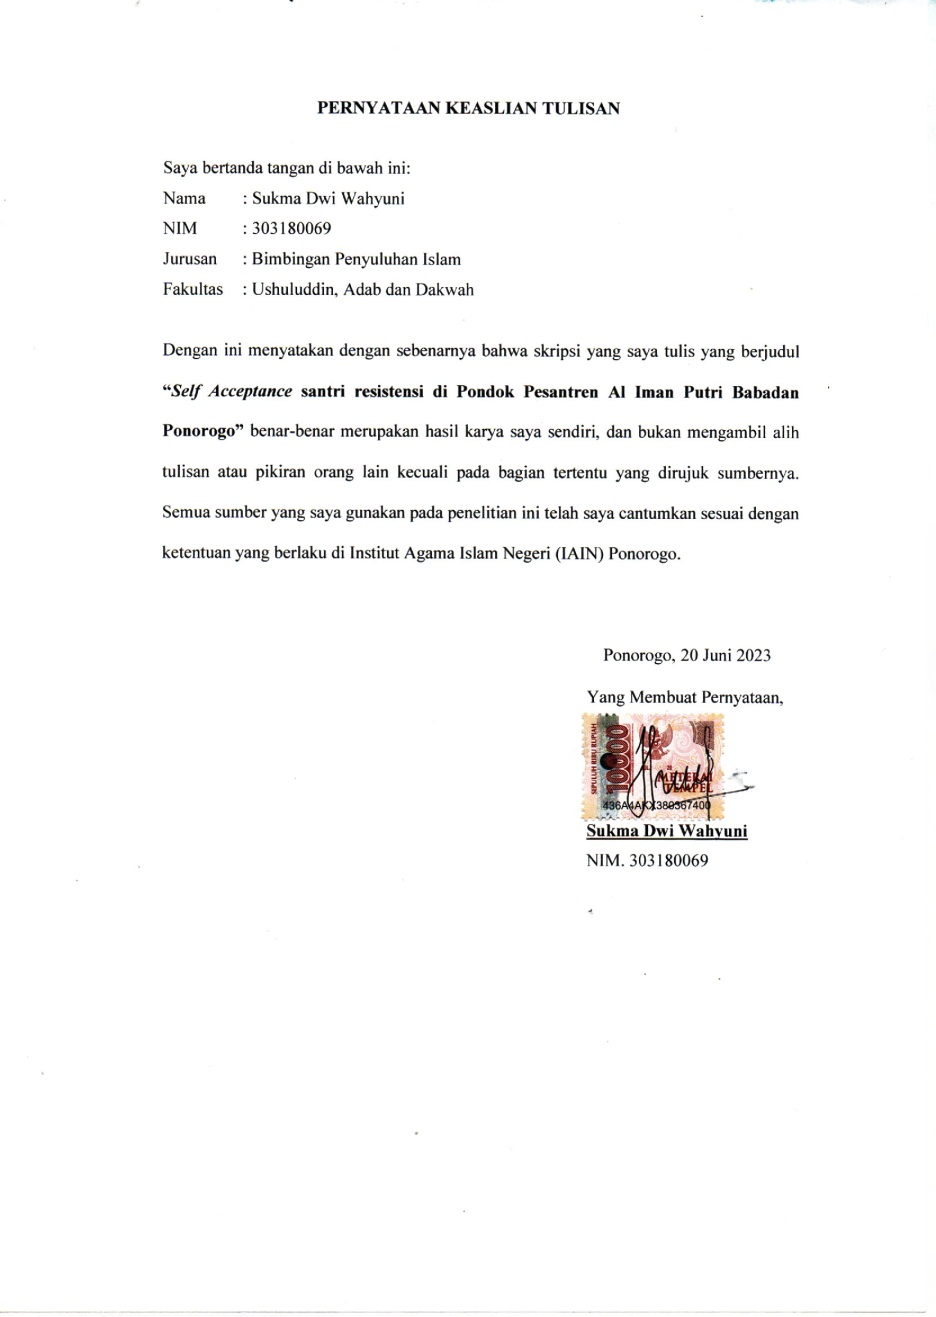 PERNYATAAN KEASLIAN TULISAN
Saya bertanda tangan di bawah ini:
Nama : Sukma Dwi Wahyuni
NIM : 303180069
Jurusan : Bimbingan Penyuluhan Islam
Fakultas : Ushuluddin, Adab dan Dakwah
Dengan ini menyatakan dengan sebenarnya bahwa skripsi yang saya tulis yang berjudul
“Self Acceptance santri resistensi di Pondok Pesantren Al Iman Putri Babadan
Ponorogo” benar-benar merupakan hasil karya saya sendiri, dan bukan mengambil alih
tulisan atau pikiran orang lain kecuali pada bagian tertentu yang dirujuk sumbernya.
Semua sumber yang saya gunakan pada penelitian ini telah saya cantumkan sesuai dengan
ketentuan yang berlaku di Institut Agama Islam Negeri (IAIN) Ponorogo.
Ponorogo, 20 Juni 2023
Yang Membuat Pernyataan,
SEPULUH RIBU RUPIAH
10000
METERAI
TEMPEL
Sukma Dwi Wahyuni
NIM. 303180069